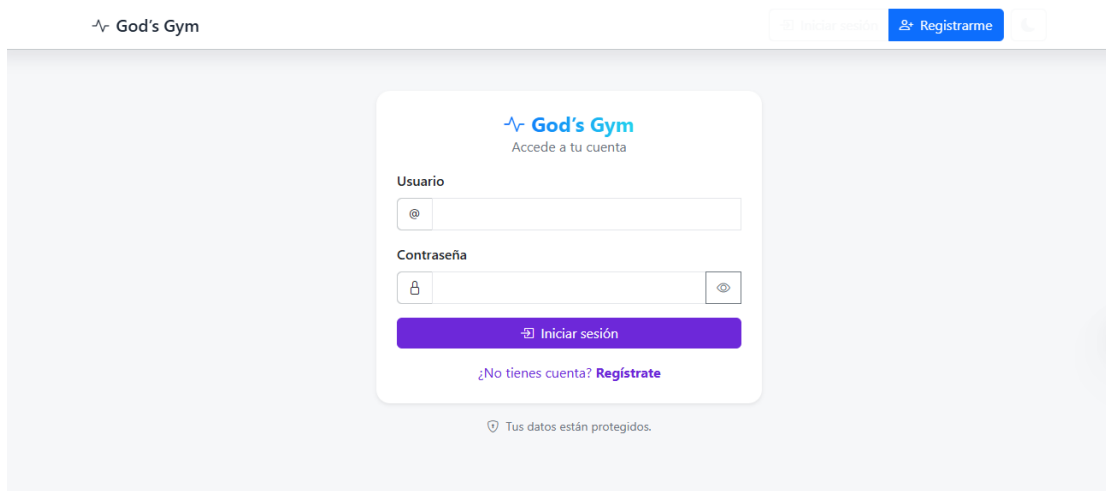 God's Gym
Iniciar sesión
Registrarme
God's Gym
Accede a tu cuenta
Usuario
@
Contraseña
Iniciar sesión
¿No tienes cuenta? Regístrate
Tus datos están protegidos.